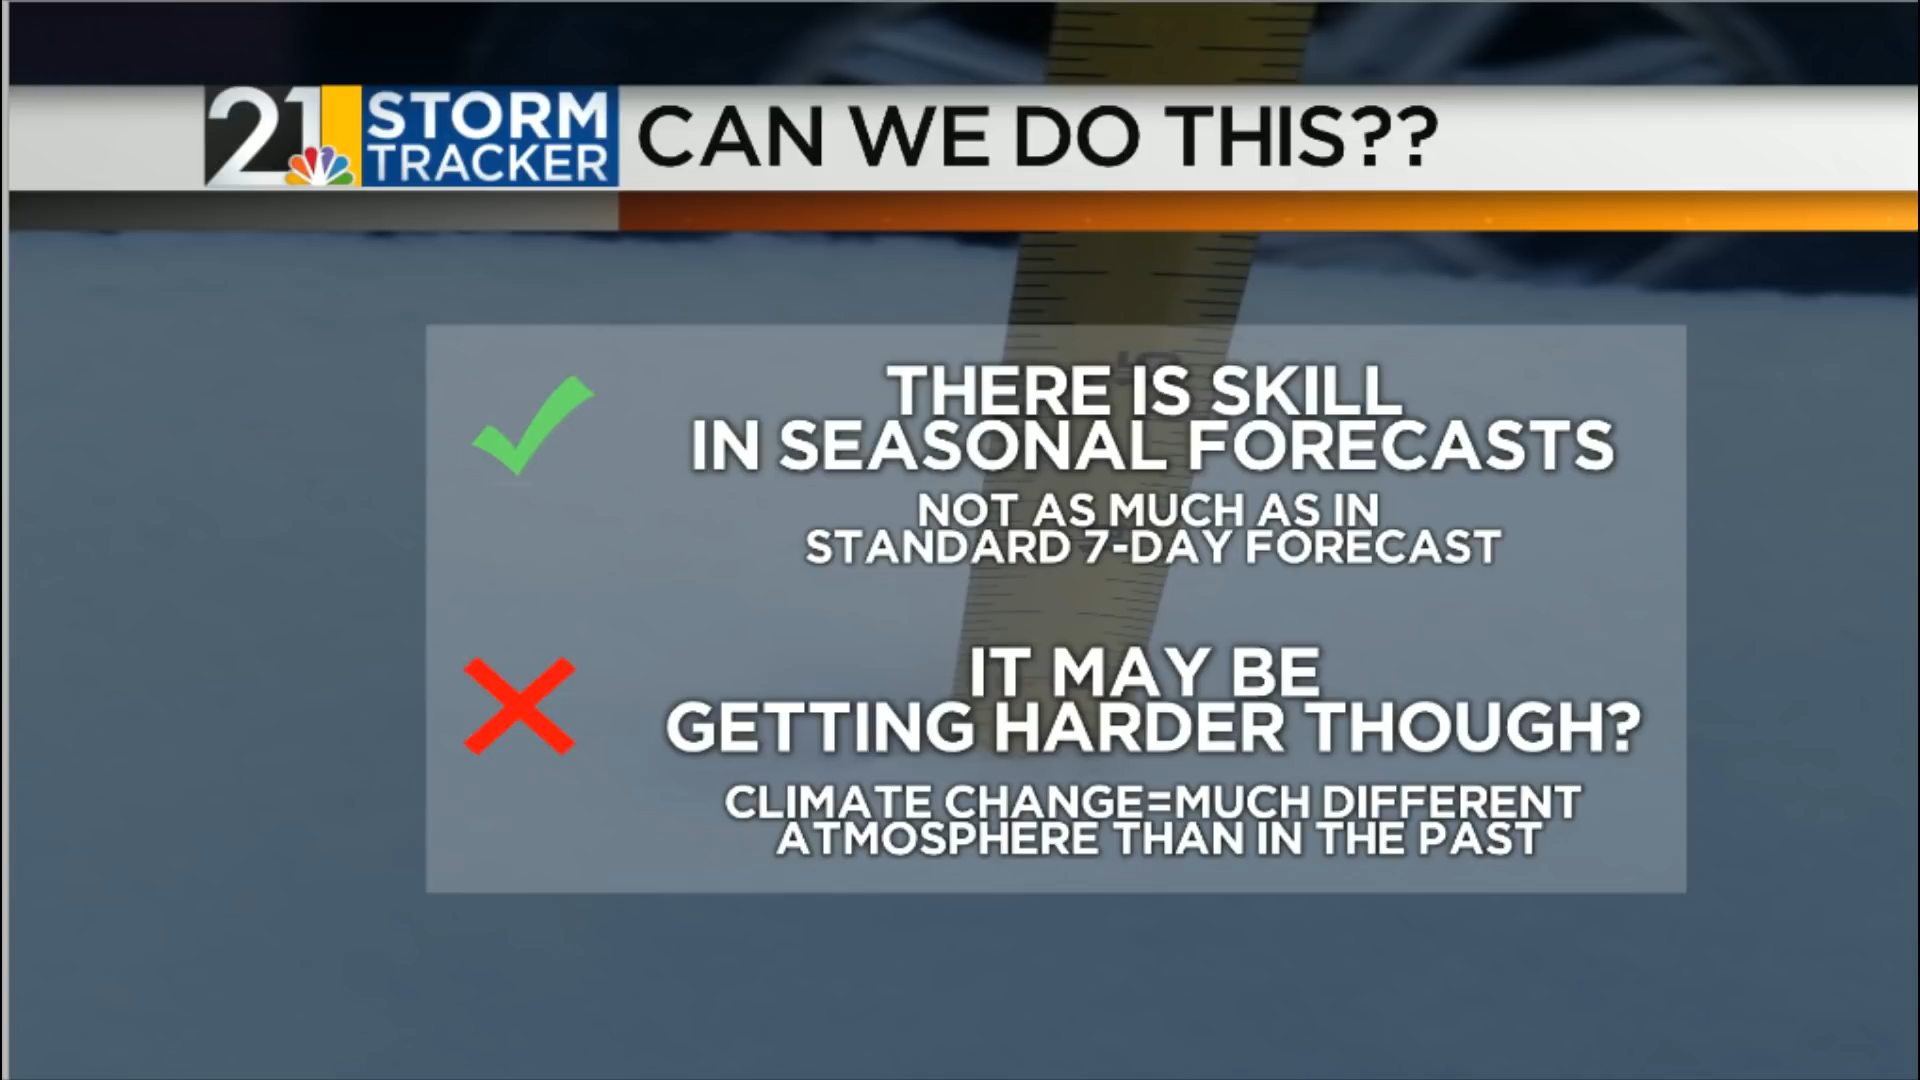 21 STORM TRACKER
CAN WE DO THIS??
THERE IS SKILL
IN SEASONAL FORECASTS
NOT AS MUCH AS IN
STANDARD 7-DAY FORECAST
IT MAY BE
GETTING HARDER THOUGH?
CLIMATE CHANGE=MUCH DIFFERENT
ATMOSPHERE THAN IN THE PAST